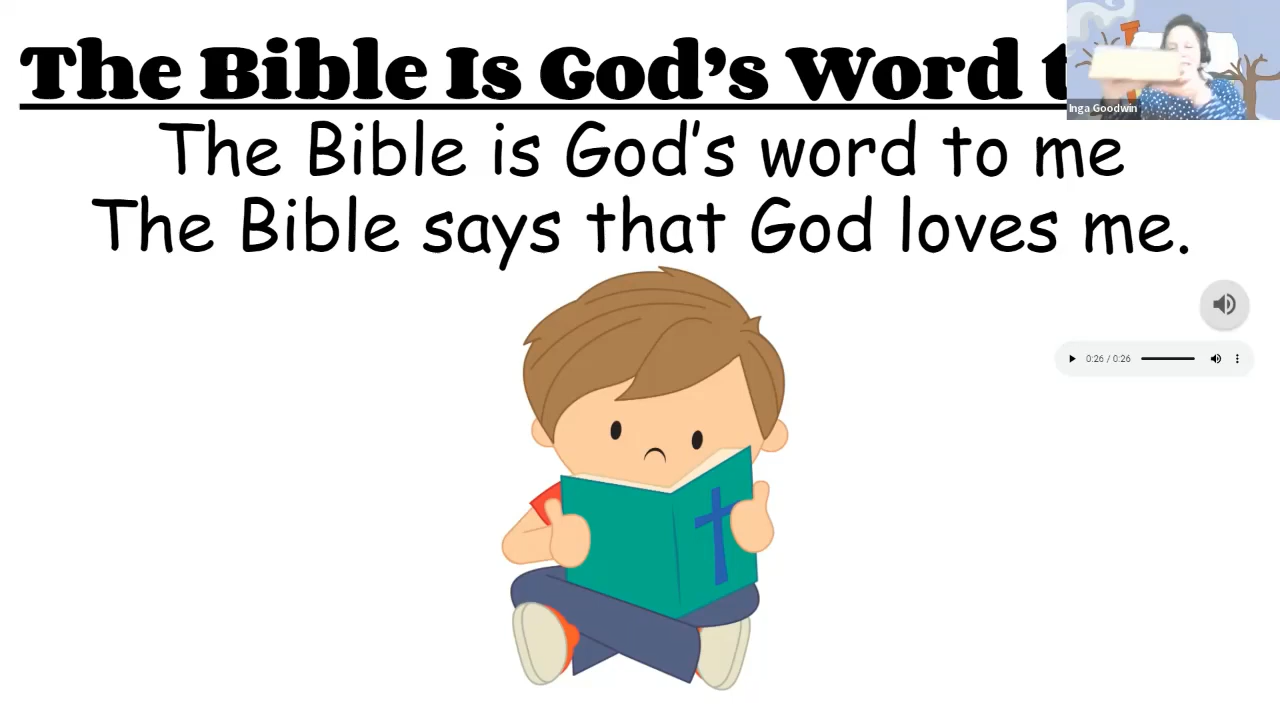 The Bible Is God's Word t
Inga Goodwin
The Bible is God's word to me
The Bible says that God loves me.
0:26 / 0:26